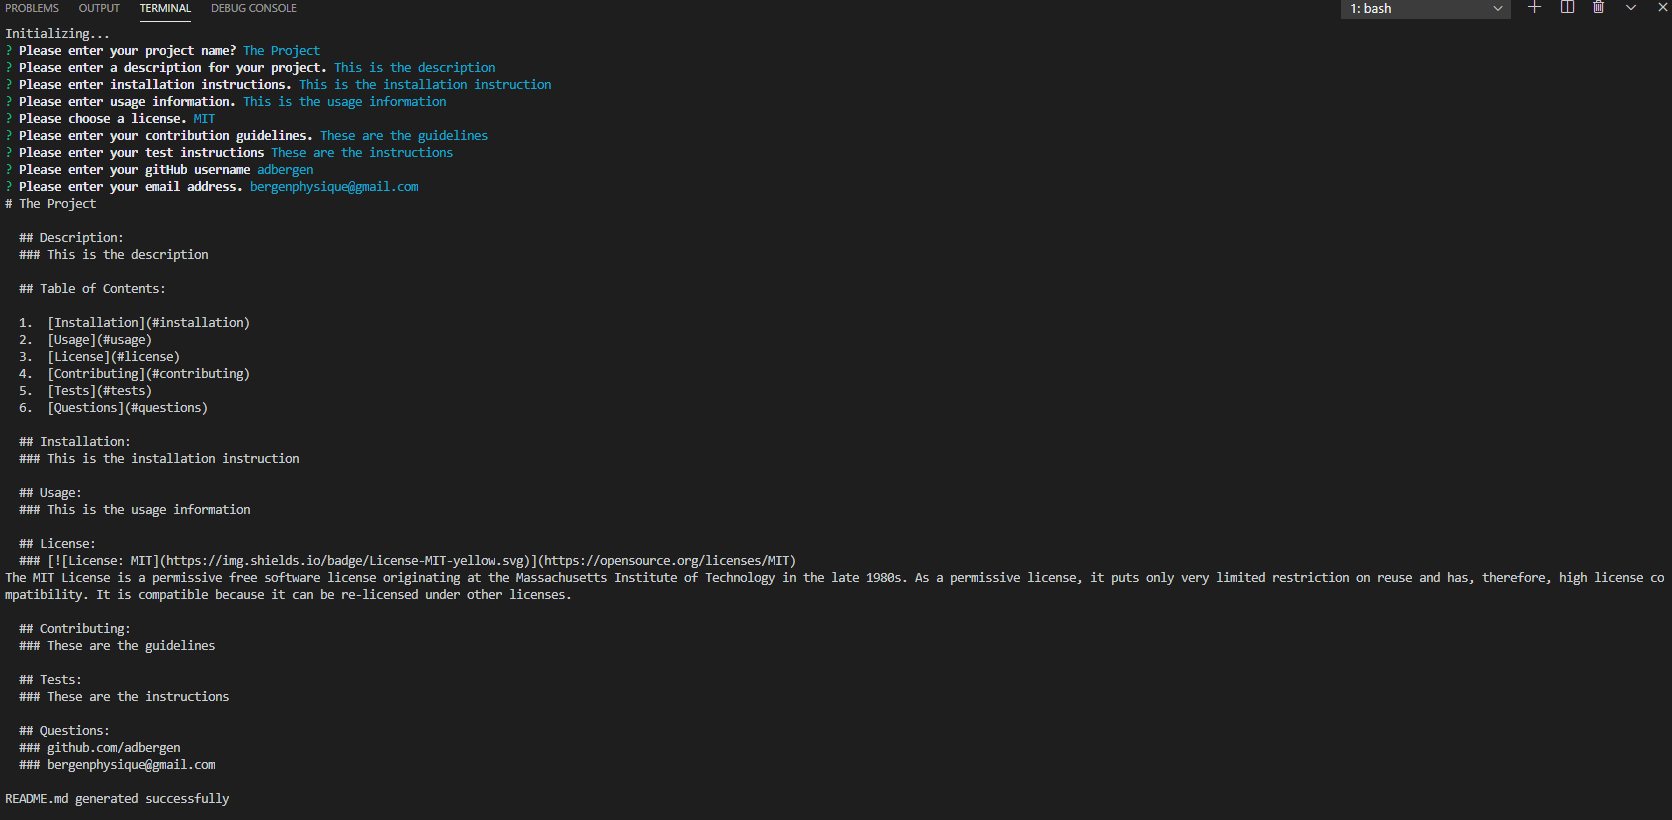 PROBLEMS OUTPUT TERMINAL DEBUG CONSOLE 1: bash
Initializing...
? Please enter your project name? The Project
? Please enter a description for your project. This is the description
? Please enter installation instructions. This is the installation instruction
? Please enter usage information. This is the usage information
? Please choose a license. MIT
? Please enter your contribution guidelines. These are the guidelines
? Please enter your test instructions These are the instructions
? Please enter your gitHub username adbergen
? Please enter your email address. bergenphysique@gmail.com
# The Project
## Description:
### This is the description
## Table of Contents:
1. [Installation](#installation)
2. [Usage](#usage)
3. [License](#license)
4. [Contributing](#contributing)
5. [Tests](#tests)
6. [Questions](#questions)
## Installation:
### This is the installation instruction
## Usage:
### This is the usage information
## License:
### [![License: MIT](https://img.shields.io/badge/License-MIT-yellow.svg)](https://opensource.org/licenses/MIT)
The MIT License is a permissive free software license originating at the Massachusetts Institute of Technology in the late 1980s. As a permissive license, it puts only very limited restriction on reuse and has, therefore, high license co
mpatibility. It is compatible because it can be re-licensed under other licenses.
## Contributing:
### These are the guidelines
## Tests:
### These are the instructions
## Questions:
### github.com/adbergen
### bergenphysique@gmail.com
README.md generated successfully